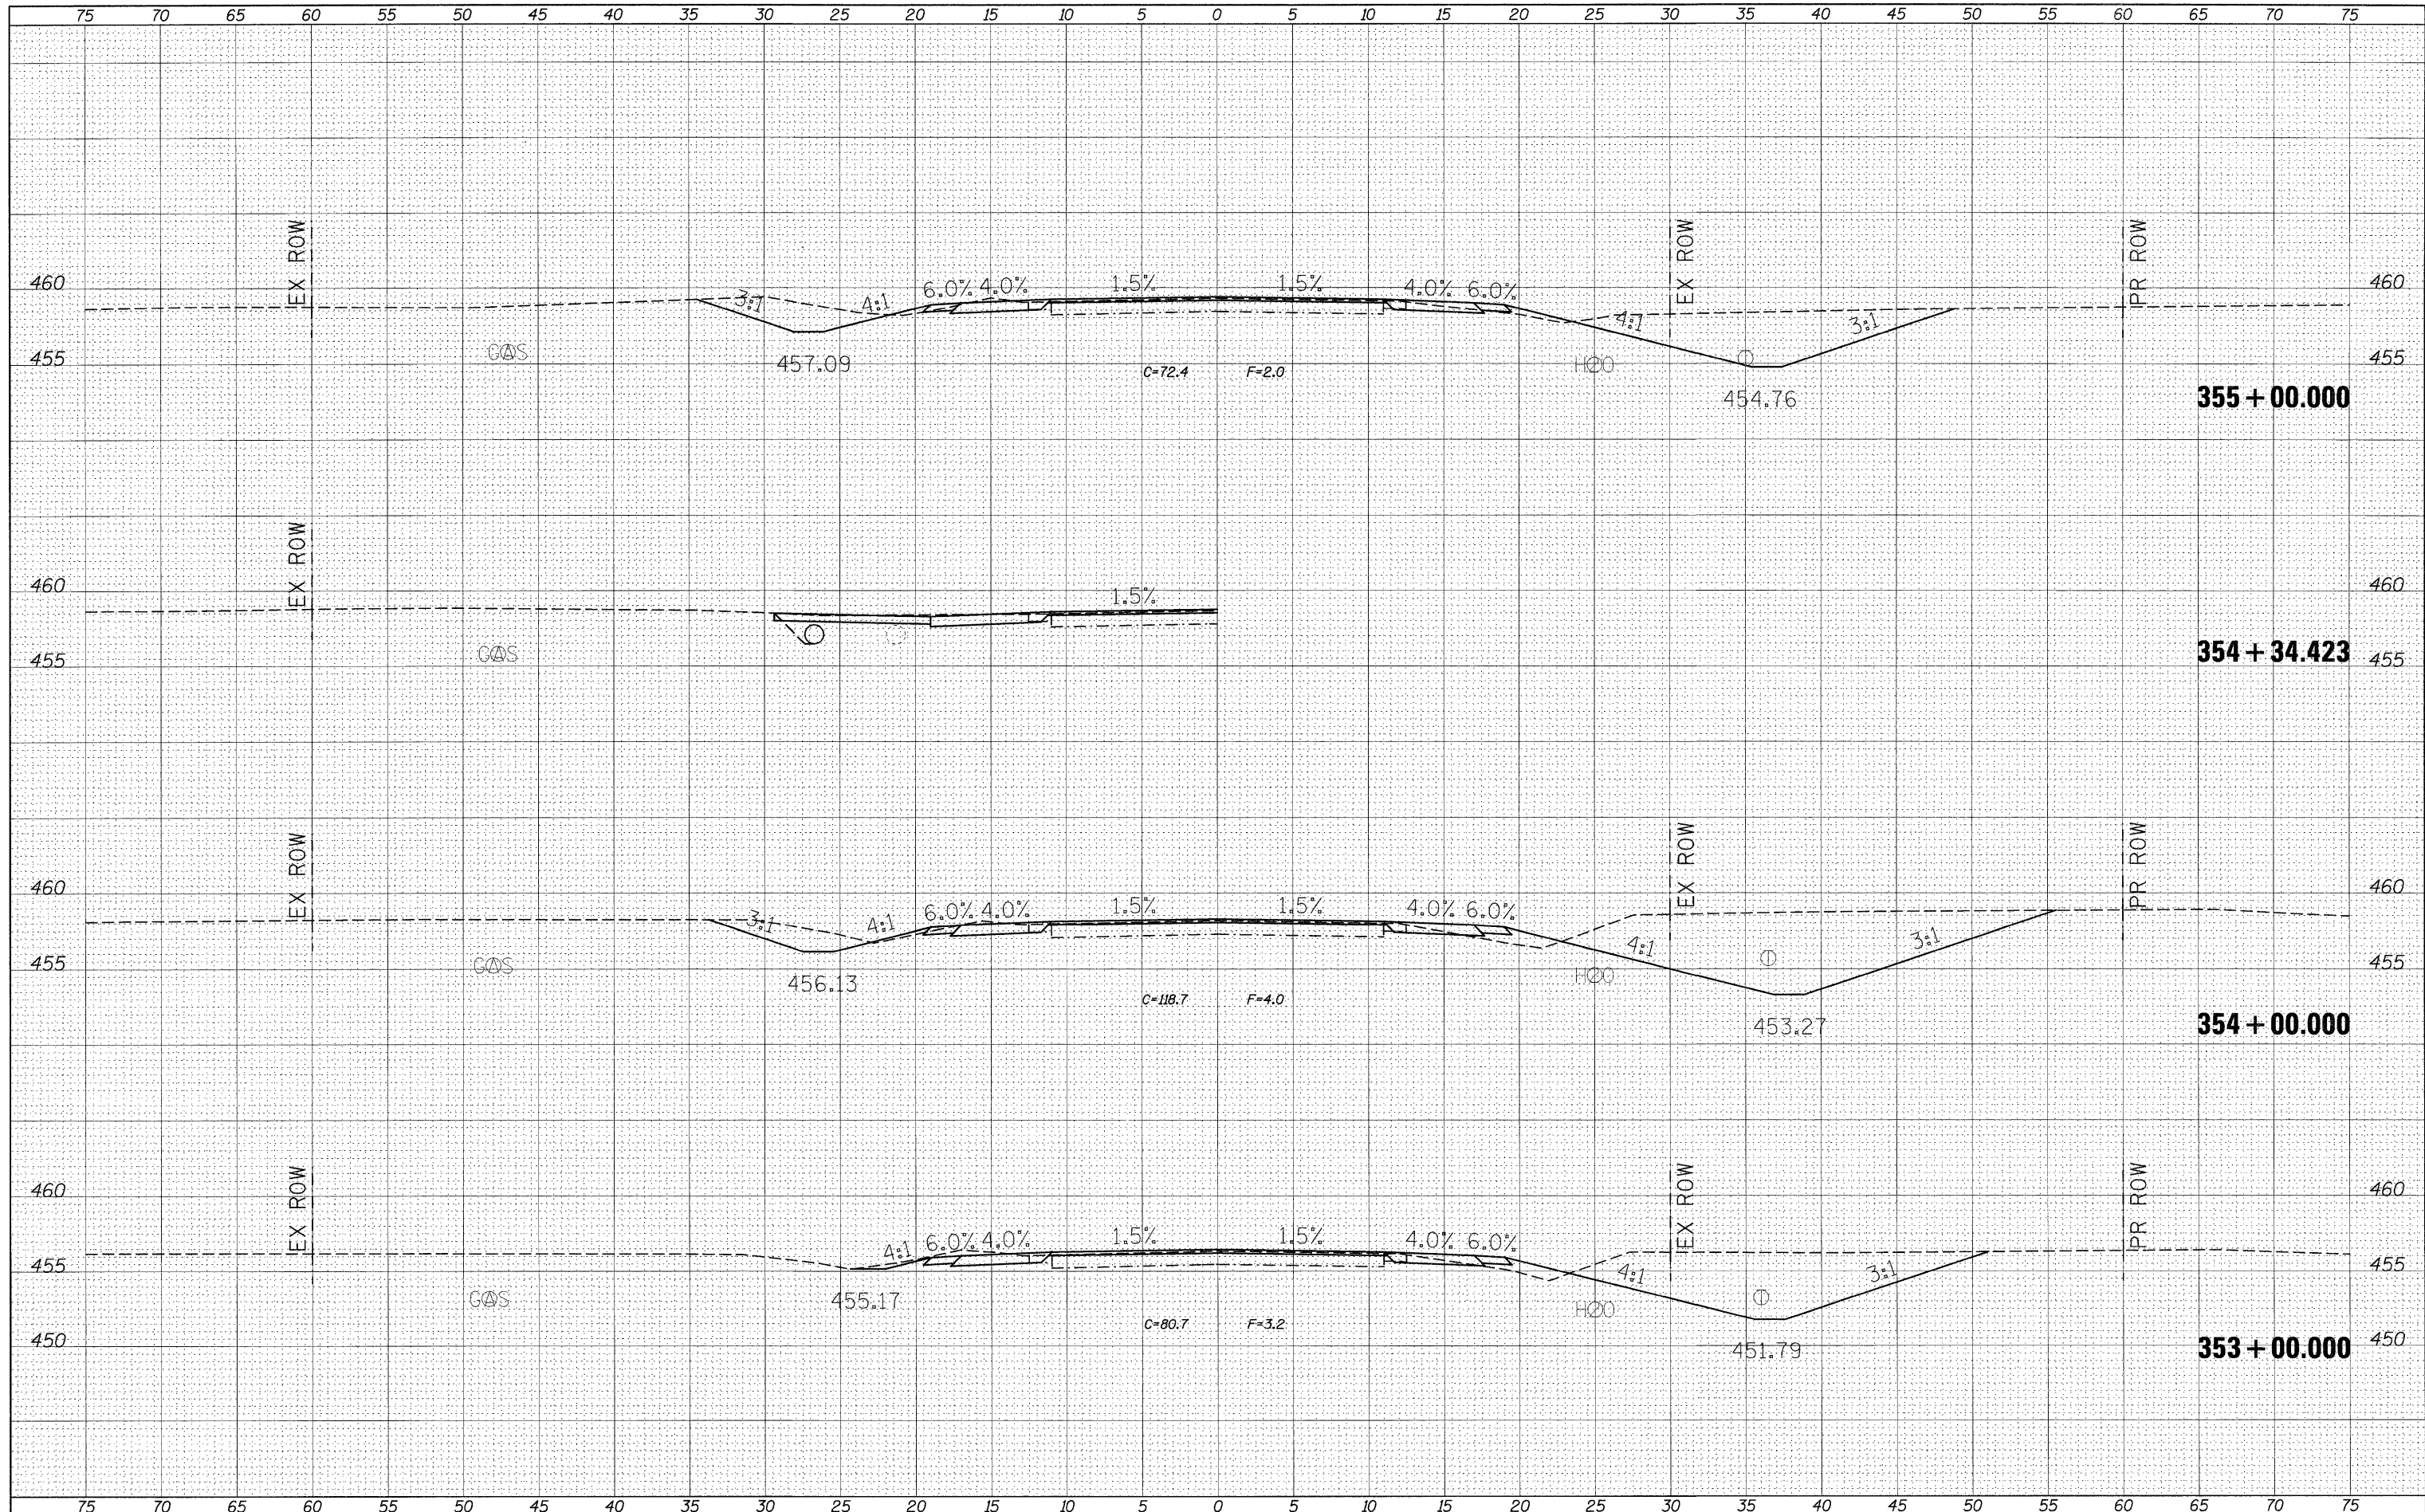 75 70 65 60 55 50 45 40 35 30 25 20 15 10 5 0 5 10 15 20 25 30 35 40 45 50 55 60 65 70 75
EX ROW EX ROW PR ROW
460 3:1 4:1 6.0% 4.0% 1.5% 1.5% 4.0% 6.0% 4:1 3:1 460
455 GAS 457.09 C=72.4 F=2.0 H2O 454.76 455
355+00.000
EX ROW
460 1.5% 460
455 GAS 354+34.423 455
EX ROW EX ROW PR ROW
460 3:1 4:1 6.0% 4.0% 1.5% 1.5% 4.0% 6.0% 4:1 3:1 460
455 GAS 456.13 C=118.7 F=4.0 H2O 453.27 455
354+00.000
EX ROW EX ROW PR ROW
460 460
455 4:1 6.0% 4.0% 1.5% 1.5% 4.0% 6.0% 4:1 3:1 455
GAS 455.17 C=80.7 F=3.2 H2O
450 451.79 353+00.000 450
75 70 65 60 55 50 45 40 35 30 25 20 15 10 5 0 5 10 15 20 25 30 35 40 45 50 55 60 65 70 75